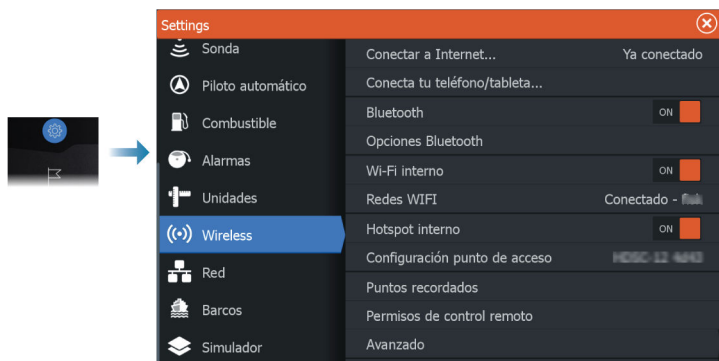 Settings
Sonda
Piloto automático
Combustible
Alarmas
Unidades
Wireless
Red
Barcos
Simulador
Conectar a Internet... Ya conectado
Conecta tu teléfono/tableta...
Bluetooth ON
Opciones Bluetooth
Wi-Fi interno ON
Redes WIFI Conectado -
Hotspot interno ON
Configuración punto de acceso
Puntos recordados
Permisos de control remoto
Avanzado